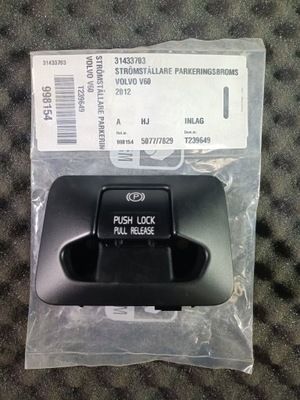 31433703
STRÖMSTÄLLARE PARKERIN
VOLVO V60
T239649
998154
31433703
STRÖMSTÄLLARE PARKERINGSBROMS
VOLVO V60
2012
A HJ INLAG
998154 5077/7829 T239649
P
PUSH LOCK
PULL RELEASE